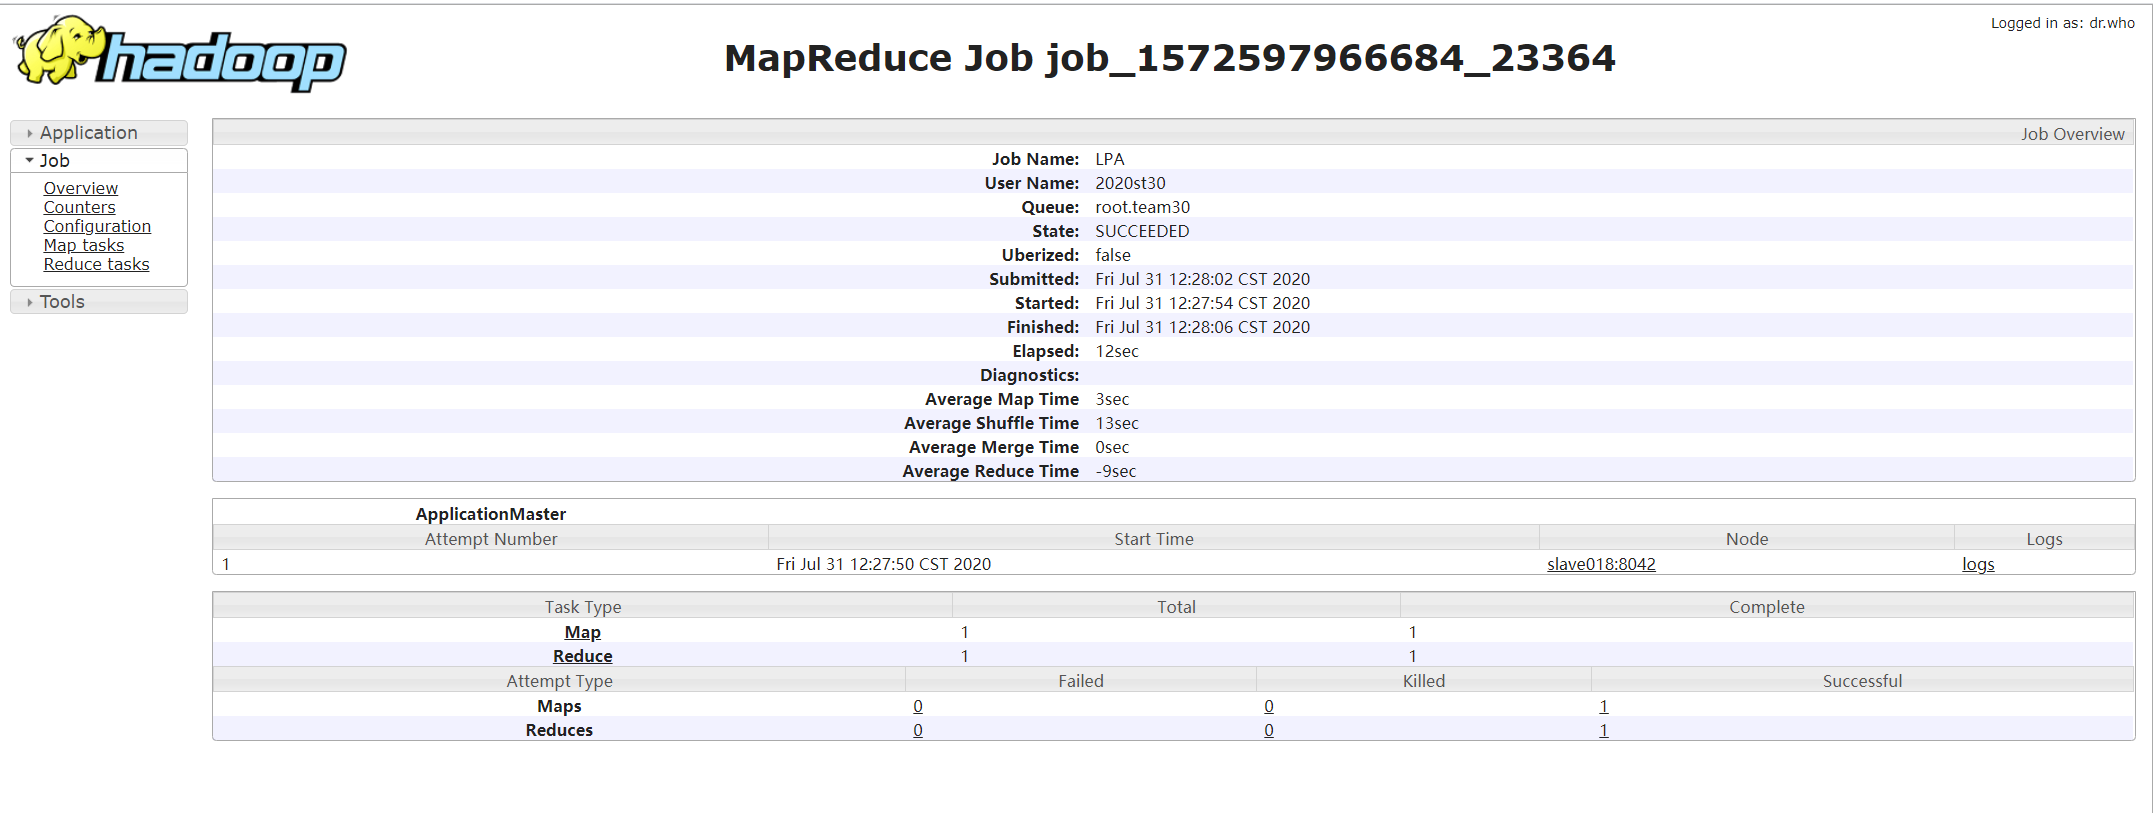 hadoop
Logged in as: dr.who
MapReduce Job job_1572597966684_23364
Application
Job
Overview
Counters
Configuration
Map tasks
Reduce tasks
Tools
Job Overview
Job Name: LPA
User Name: 2020st30
Queue: root.team30
State: SUCCEEDED
Uberized: false
Submitted: Fri Jul 31 12:28:02 CST 2020
Started: Fri Jul 31 12:27:54 CST 2020
Finished: Fri Jul 31 12:28:06 CST 2020
Elapsed: 12sec
Diagnostics:
Average Map Time 3sec
Average Shuffle Time 13sec
Average Merge Time 0sec
Average Reduce Time -9sec
ApplicationMaster
Attempt Number Start Time Node Logs
1 Fri Jul 31 12:27:50 CST 2020 slave018:8042 logs
Task Type Total Complete
Map 1 1
Reduce 1 1
Attempt Type Failed Killed Successful
Maps 0 0 1
Reduces 0 0 1